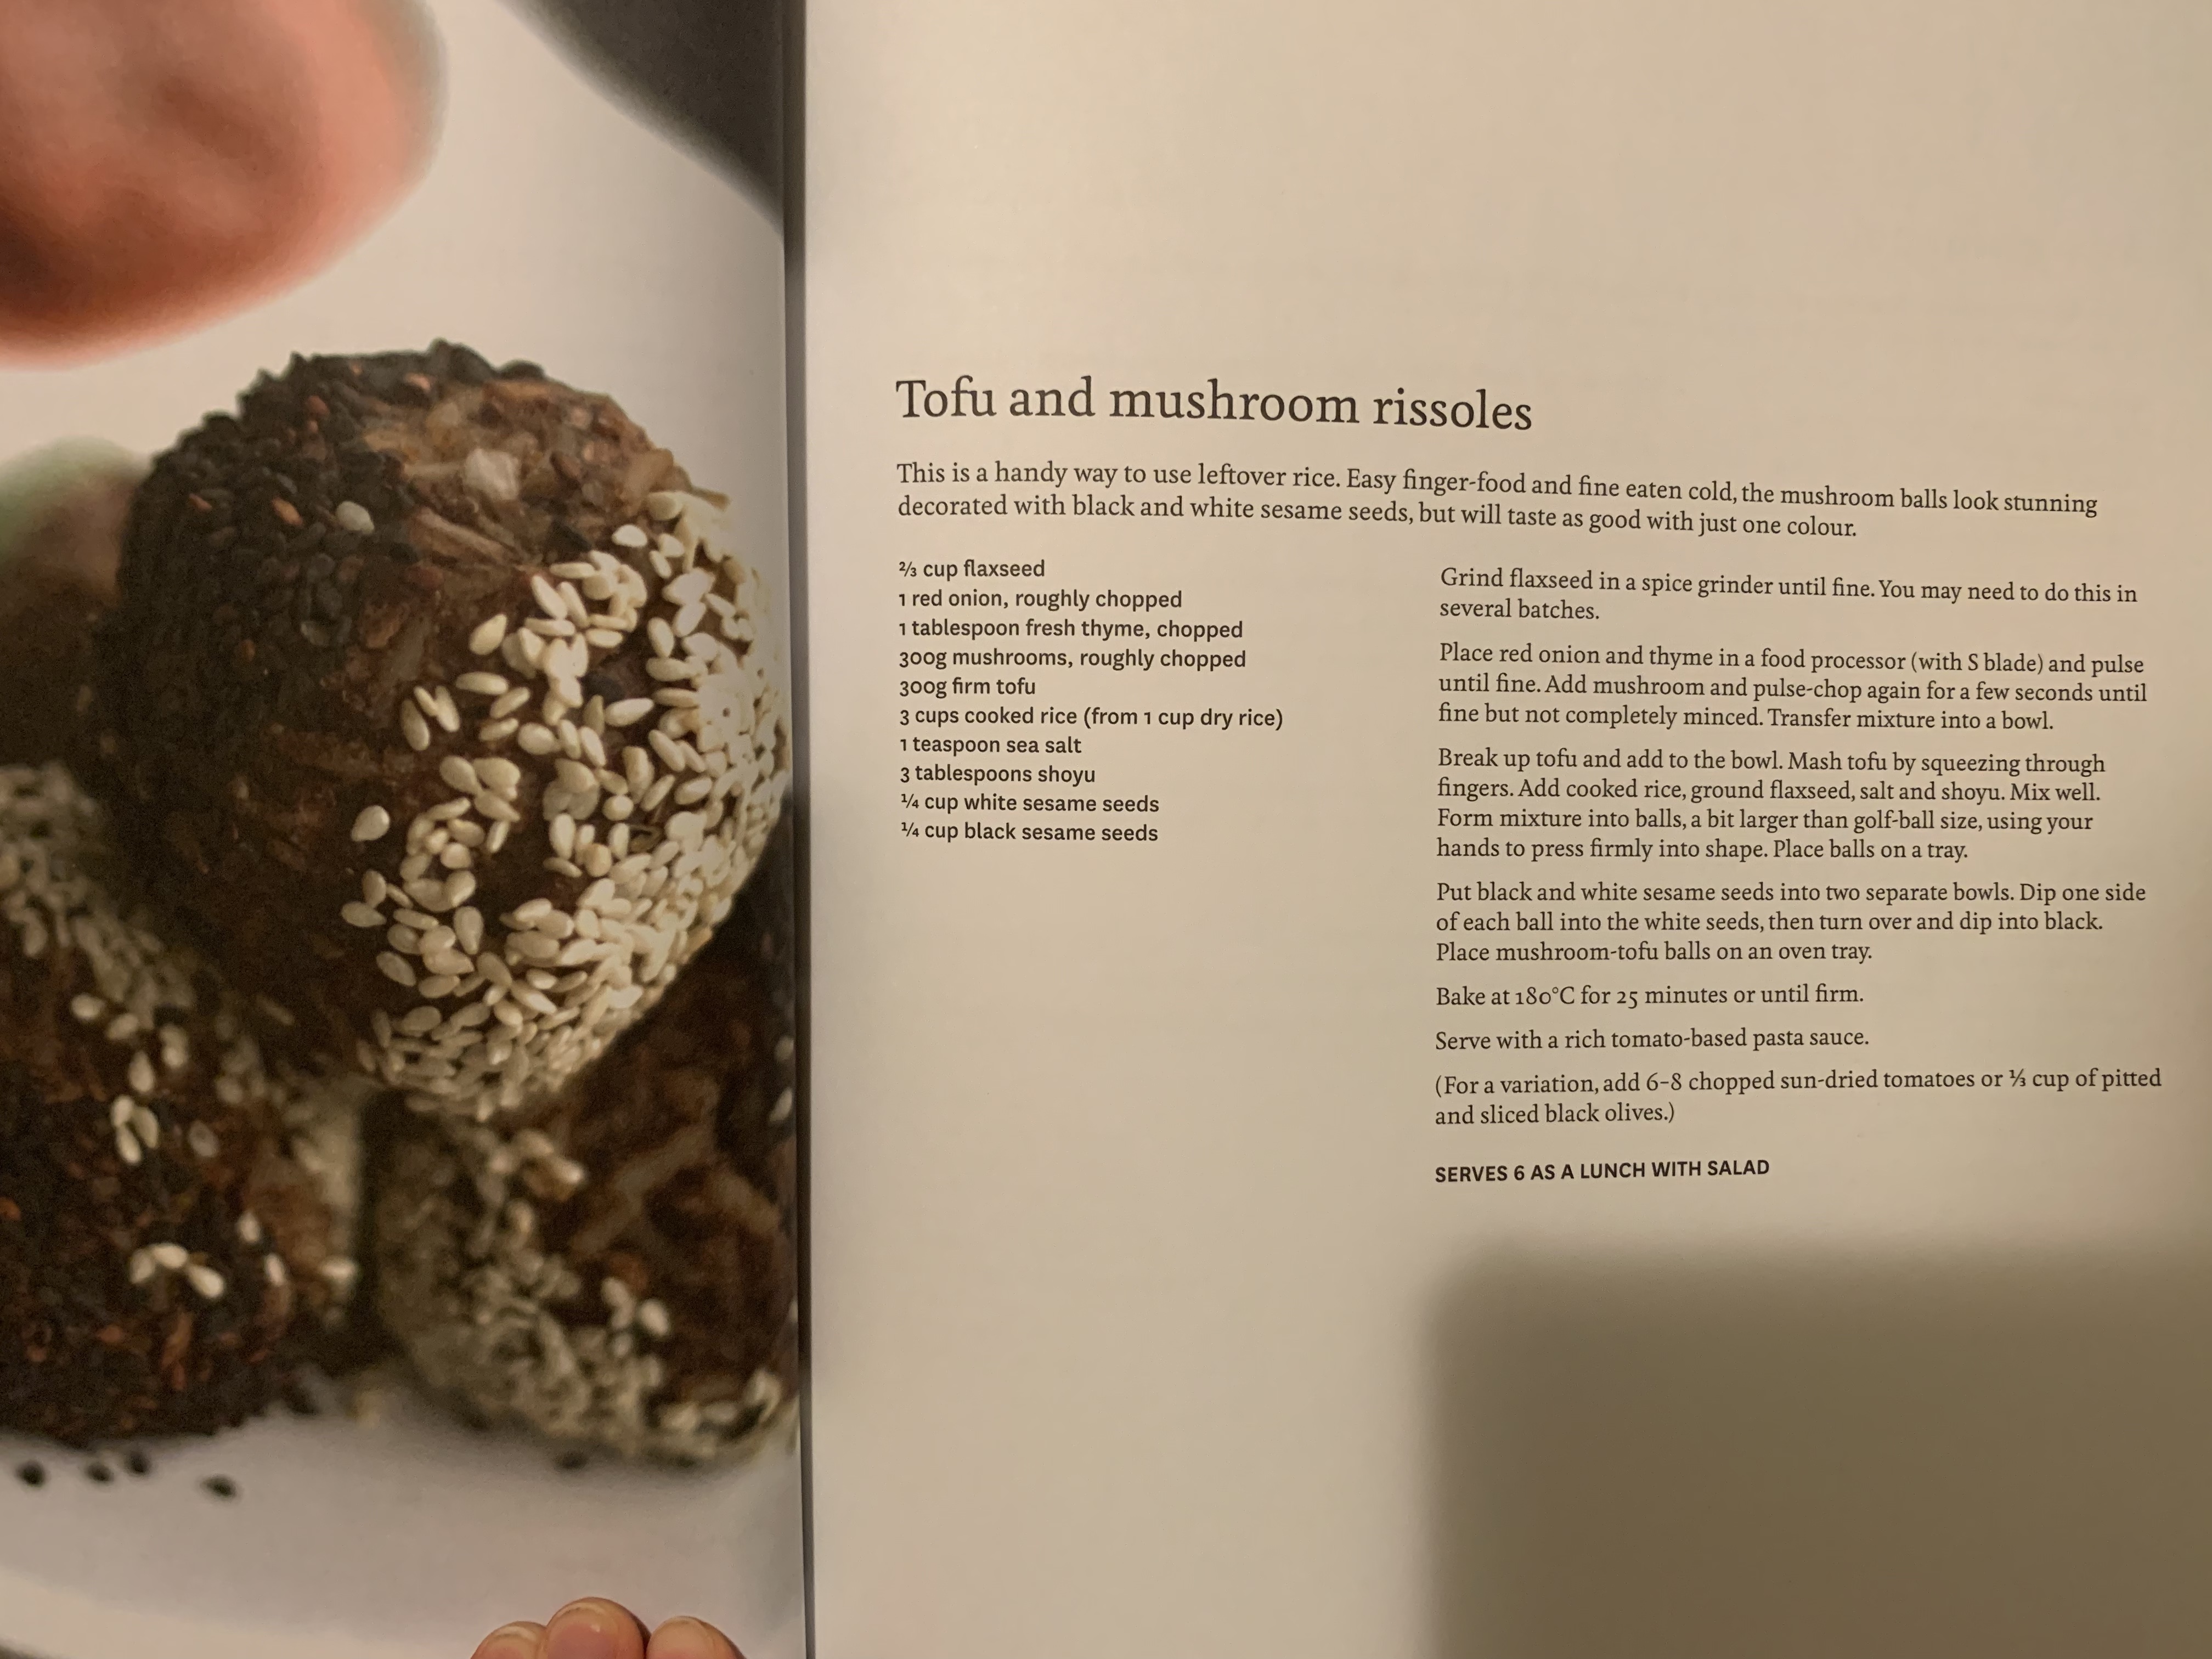 Tofu and mushroom rissoles
This is a handy way to use leftover rice. Easy finger-food and fine eaten cold, the mushroom balls look stunning
decorated with black and white sesame seeds, but will taste as good with just one colour.
⅔ cup flaxseed
1 red onion, roughly chopped
1 tablespoon fresh thyme, chopped
300g mushrooms, roughly chopped
300g firm tofu
3 cups cooked rice (from 1 cup dry rice)
1 teaspoon sea salt
3 tablespoons shoyu
¼ cup white sesame seeds
¼ cup black sesame seeds
Grind flaxseed in a spice grinder until fine. You may need to do this in
several batches.
Place red onion and thyme in a food processor (with S blade) and pulse
until fine. Add mushroom and pulse-chop again for a few seconds until
fine but not completely minced. Transfer mixture into a bowl.
Break up tofu and add to the bowl. Mash tofu by squeezing through
fingers. Add cooked rice, ground flaxseed, salt and shoyu. Mix well.
Form mixture into balls, a bit larger than golf-ball size, using your
hands to press firmly into shape. Place balls on a tray.
Put black and white sesame seeds into two separate bowls. Dip one side
of each ball into the white seeds, then turn over and dip into black.
Place mushroom-tofu balls on an oven tray.
Bake at 180°C for 25 minutes or until firm.
Serve with a rich tomato-based pasta sauce.
(For a variation, add 6–8 chopped sun-dried tomatoes or ⅓ cup of pitted
and sliced black olives.)
SERVES 6 AS A LUNCH WITH SALAD